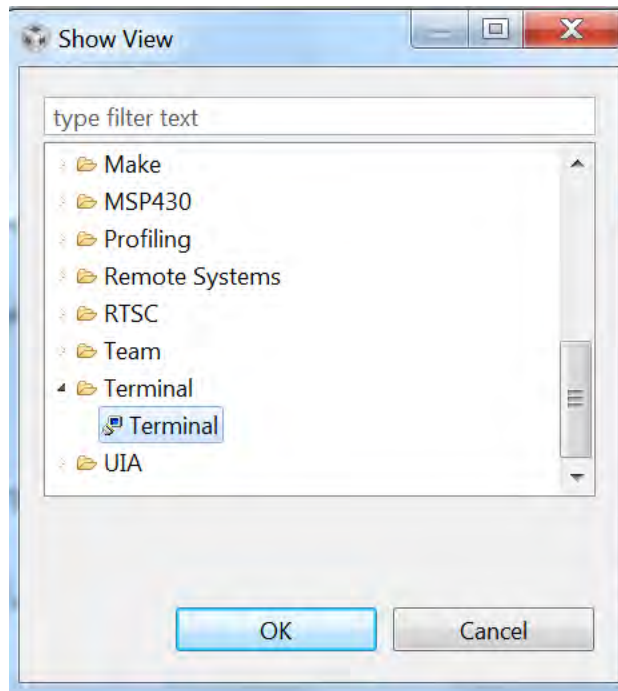 Show View
type filter text
Make
MSP430
Profiling
Remote Systems
RTSC
Team
Terminal
Terminal
UIA
OK
Cancel